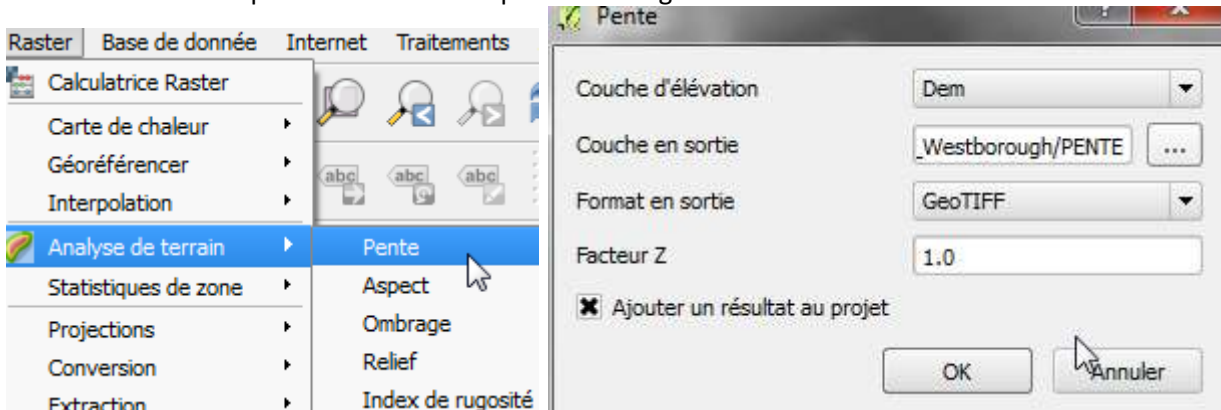 Raster Base de donnée Internet Traitements
Calculatrice Raster
Carte de chaleur
Géoréférencer
Interpolation
Analyse de terrain
Statistiques de zone
Projections
Conversion
Extraction
abc abc abc
Pente
Aspect
Ombrage
Relief
Index de rugosité
Pente
Couche d'élévation Dem
Couche en sortie _Westborough/PENTE ...
Format en sortie GeoTIFF
Facteur Z 1.0
Ajouter un résultat au projet
OK Annuler